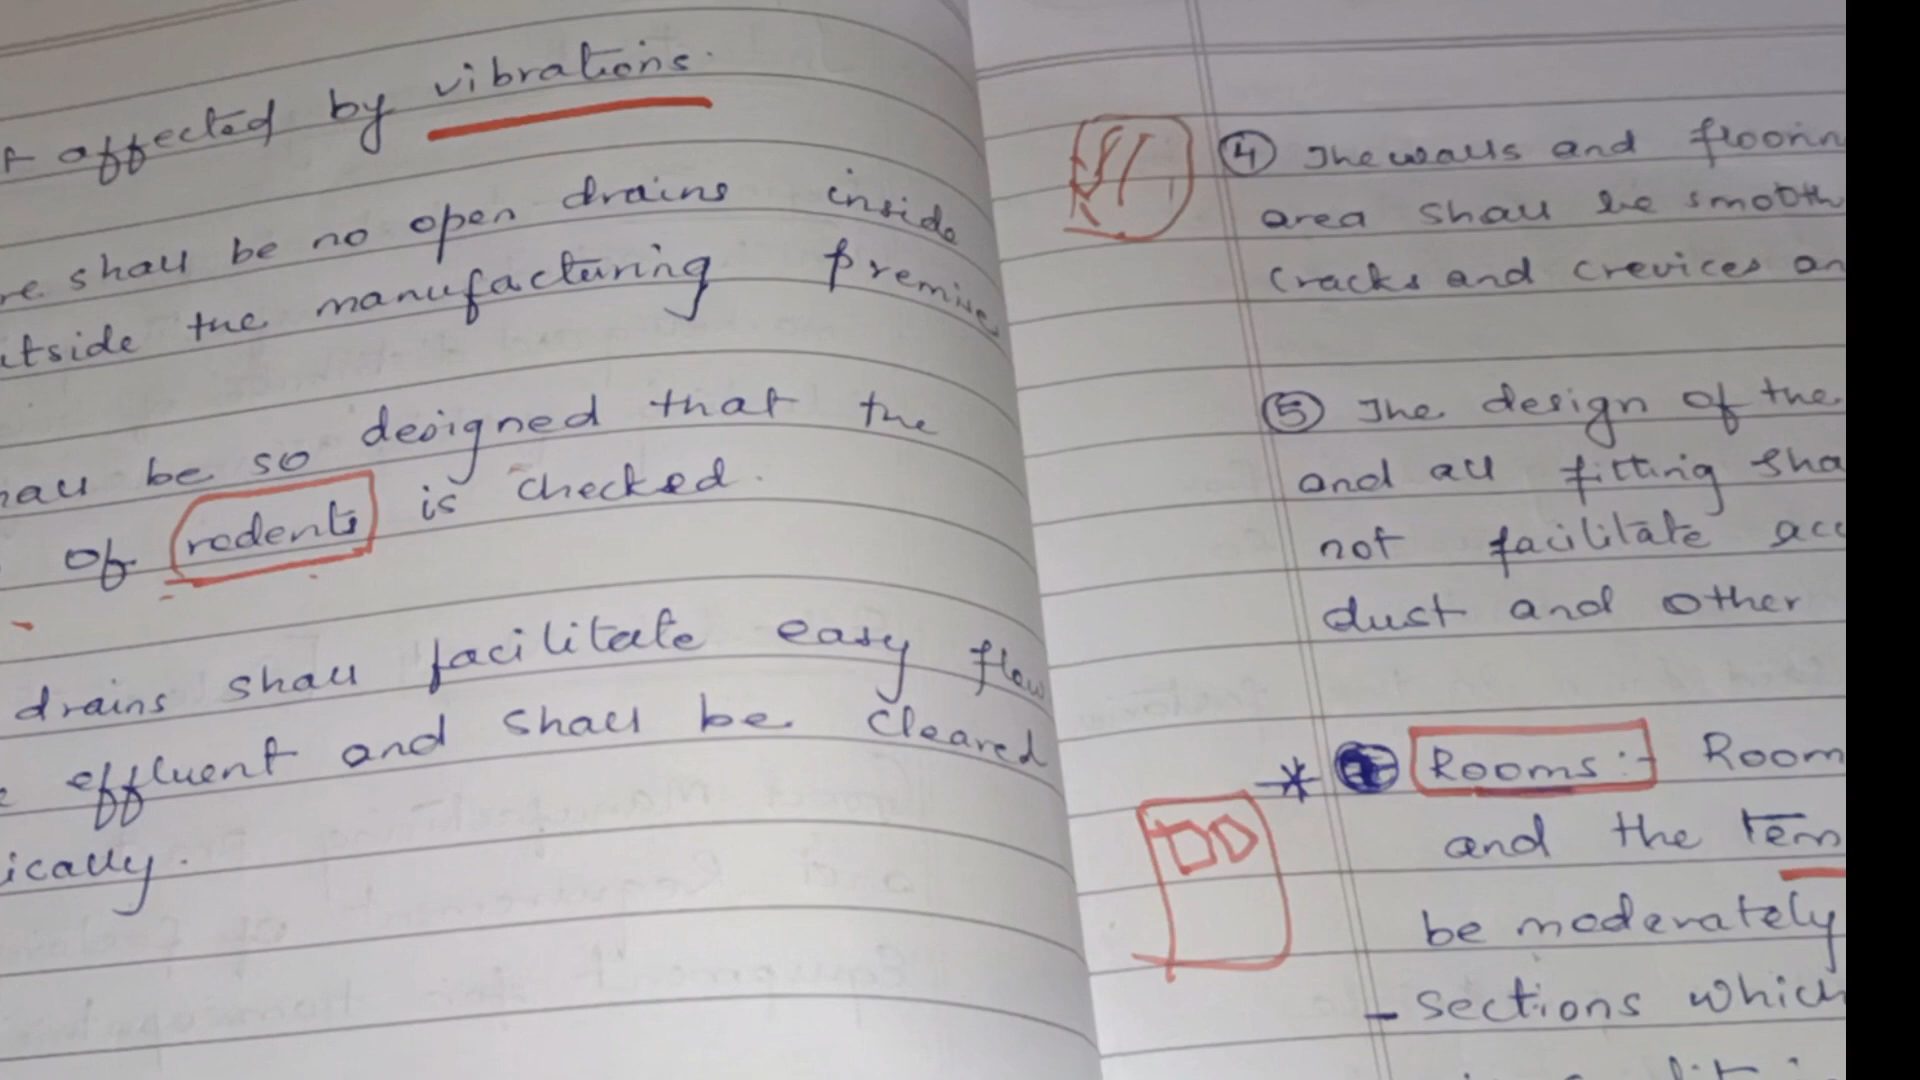 affected by vibrations.
shall be no open drains inside
the manufacturing premise
be so designed that the
of rodents is checked.
drains shall facilitate easy flow
effluent and shall be cleared
ically.
④ The walls and floorin
area shall be smooth
cracks and crevices an
⑤ The design of the
and all fitting sha
not facilitate acc
dust and other
* Rooms :- Room
and the tem
be moderately
- sections which